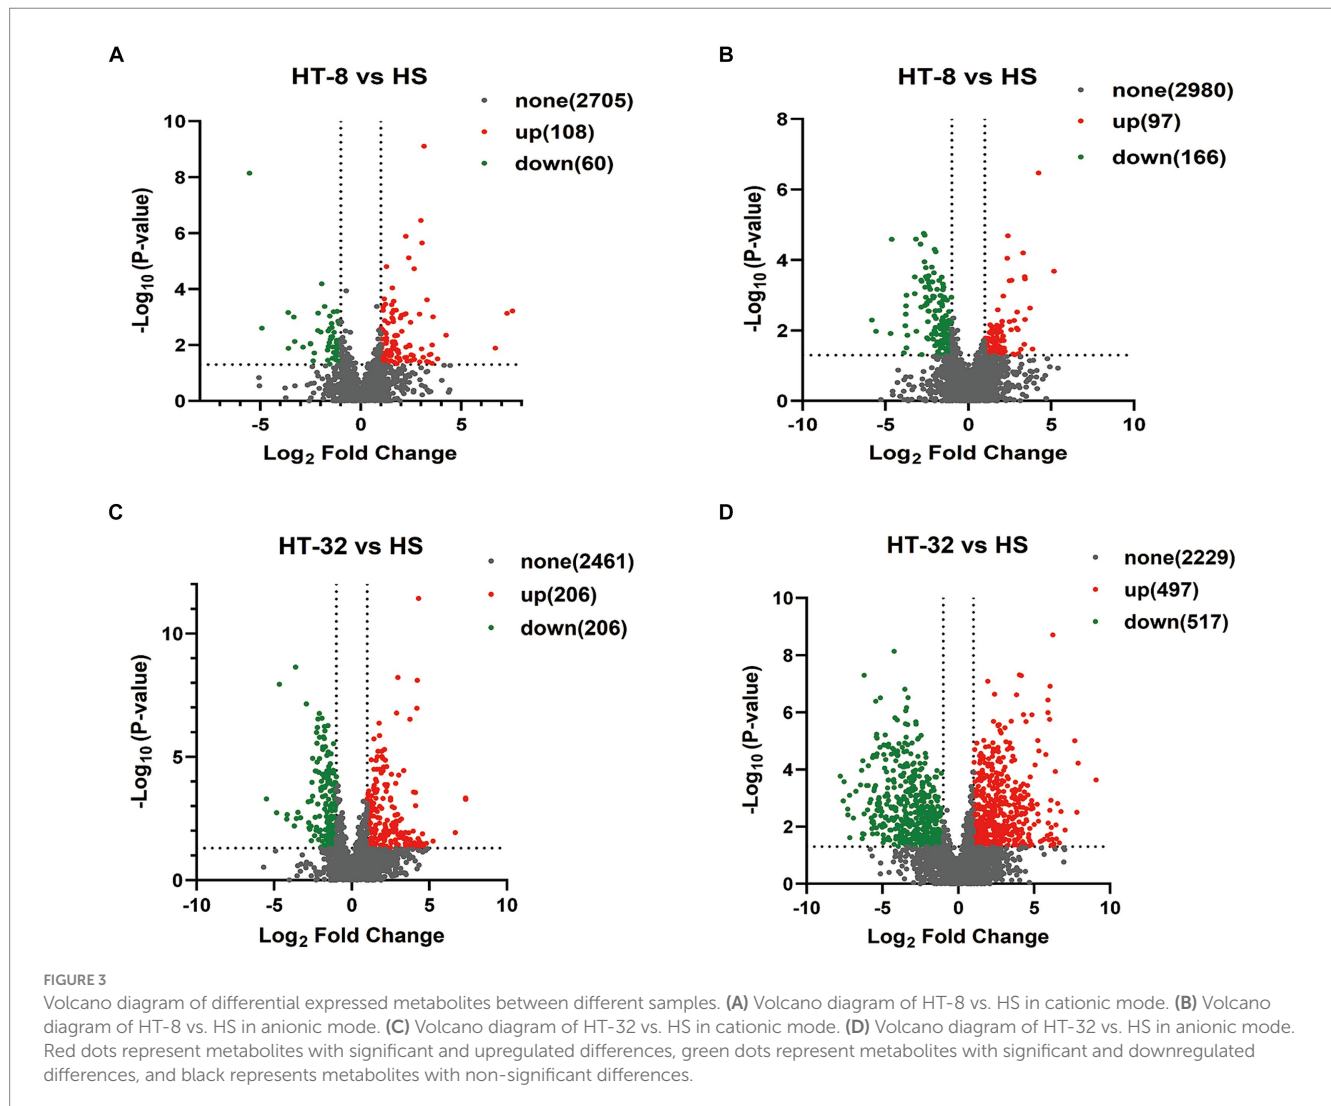 A
HT-8 vs HS
none(2705)
up(108)
down(60)
10
8
6
4
2
0
-5
0
5
-Log10 (P-value)
Log2 Fold Change
B
HT-8 vs HS
none(2980)
up(97)
down(166)
8
6
4
2
0
-10
-5
0
5
10
-Log10 (P-value)
Log2 Fold Change
C
HT-32 vs HS
none(2461)
up(206)
down(206)
10
5
0
-10
-5
0
5
10
-Log10 (P-value)
Log2 Fold Change
D
HT-32 vs HS
none(2229)
up(497)
down(517)
10
8
6
4
2
0
-10
-5
0
5
10
-Log10 (P-value)
Log2 Fold Change
FIGURE 3
Volcano diagram of differential expressed metabolites between different samples. (A) Volcano diagram of HT-8 vs. HS in cationic mode. (B) Volcano
diagram of HT-8 vs. HS in anionic mode. (C) Volcano diagram of HT-32 vs. HS in cationic mode. (D) Volcano diagram of HT-32 vs. HS in anionic mode.
Red dots represent metabolites with significant and upregulated differences, green dots represent metabolites with significant and downregulated
differences, and black represents metabolites with non-significant differences.